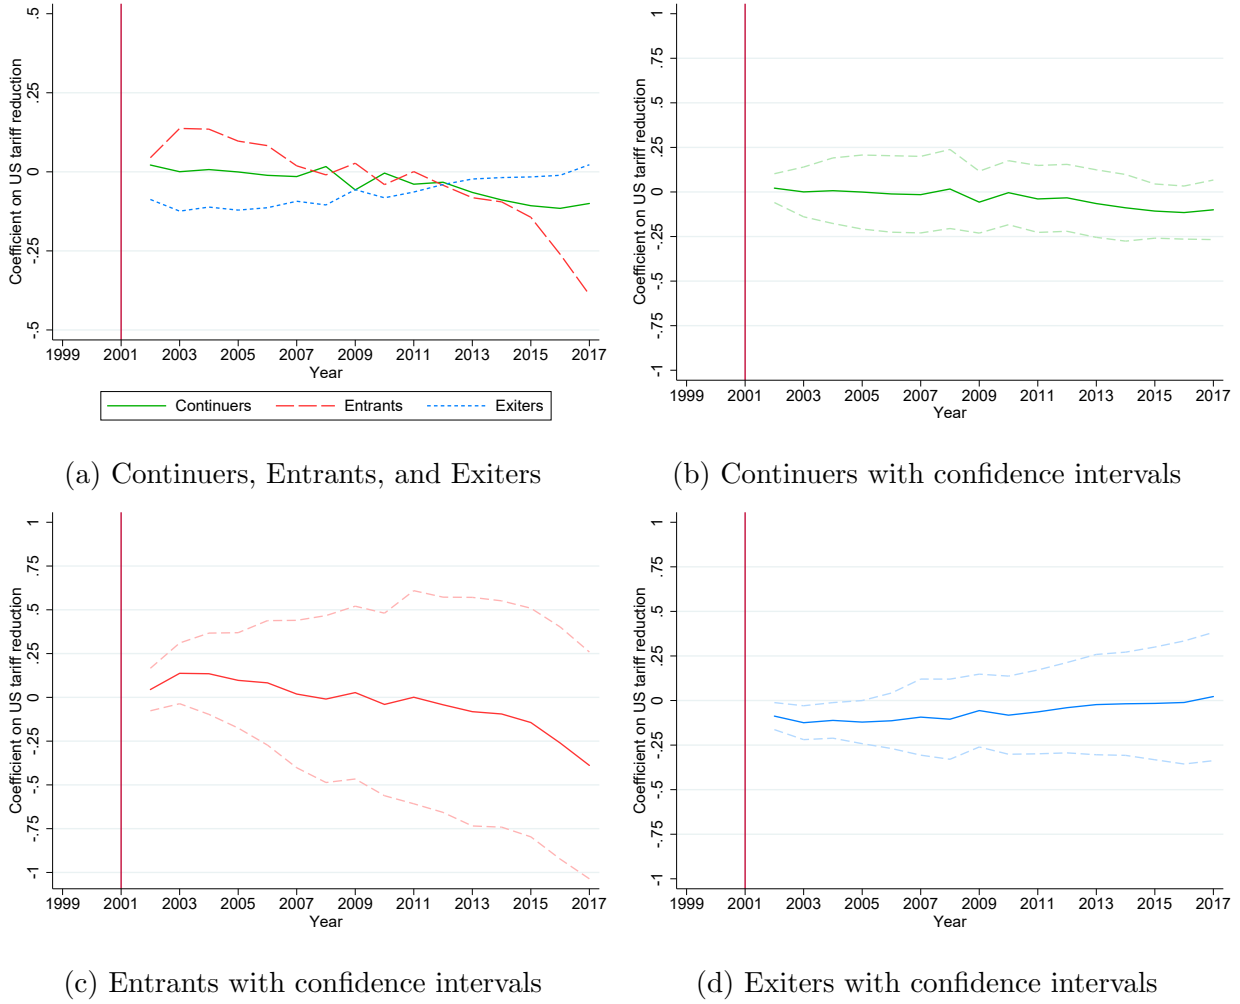 Coefficient on US tariff reduction
.5
.25
0
-.25
-.5
1999 2001 2003 2005 2007 2009 2011 2013 2015 2017
Year
Continuers Entrants Exiters
(a) Continuers, Entrants, and Exiters
Coefficient on US tariff reduction
1
.75
.5
.25
0
-.25
-.5
-.75
-1
1999 2001 2003 2005 2007 2009 2011 2013 2015 2017
Year
(b) Continuers with confidence intervals
Coefficient on US tariff reduction
1
.75
.5
.25
0
-.25
-.5
-.75
-1
1999 2001 2003 2005 2007 2009 2011 2013 2015 2017
Year
(c) Entrants with confidence intervals
Coefficient on US tariff reduction
1
.75
.5
.25
0
-.25
-.5
-.75
-1
1999 2001 2003 2005 2007 2009 2011 2013 2015 2017
Year
(d) Exiters with confidence intervals